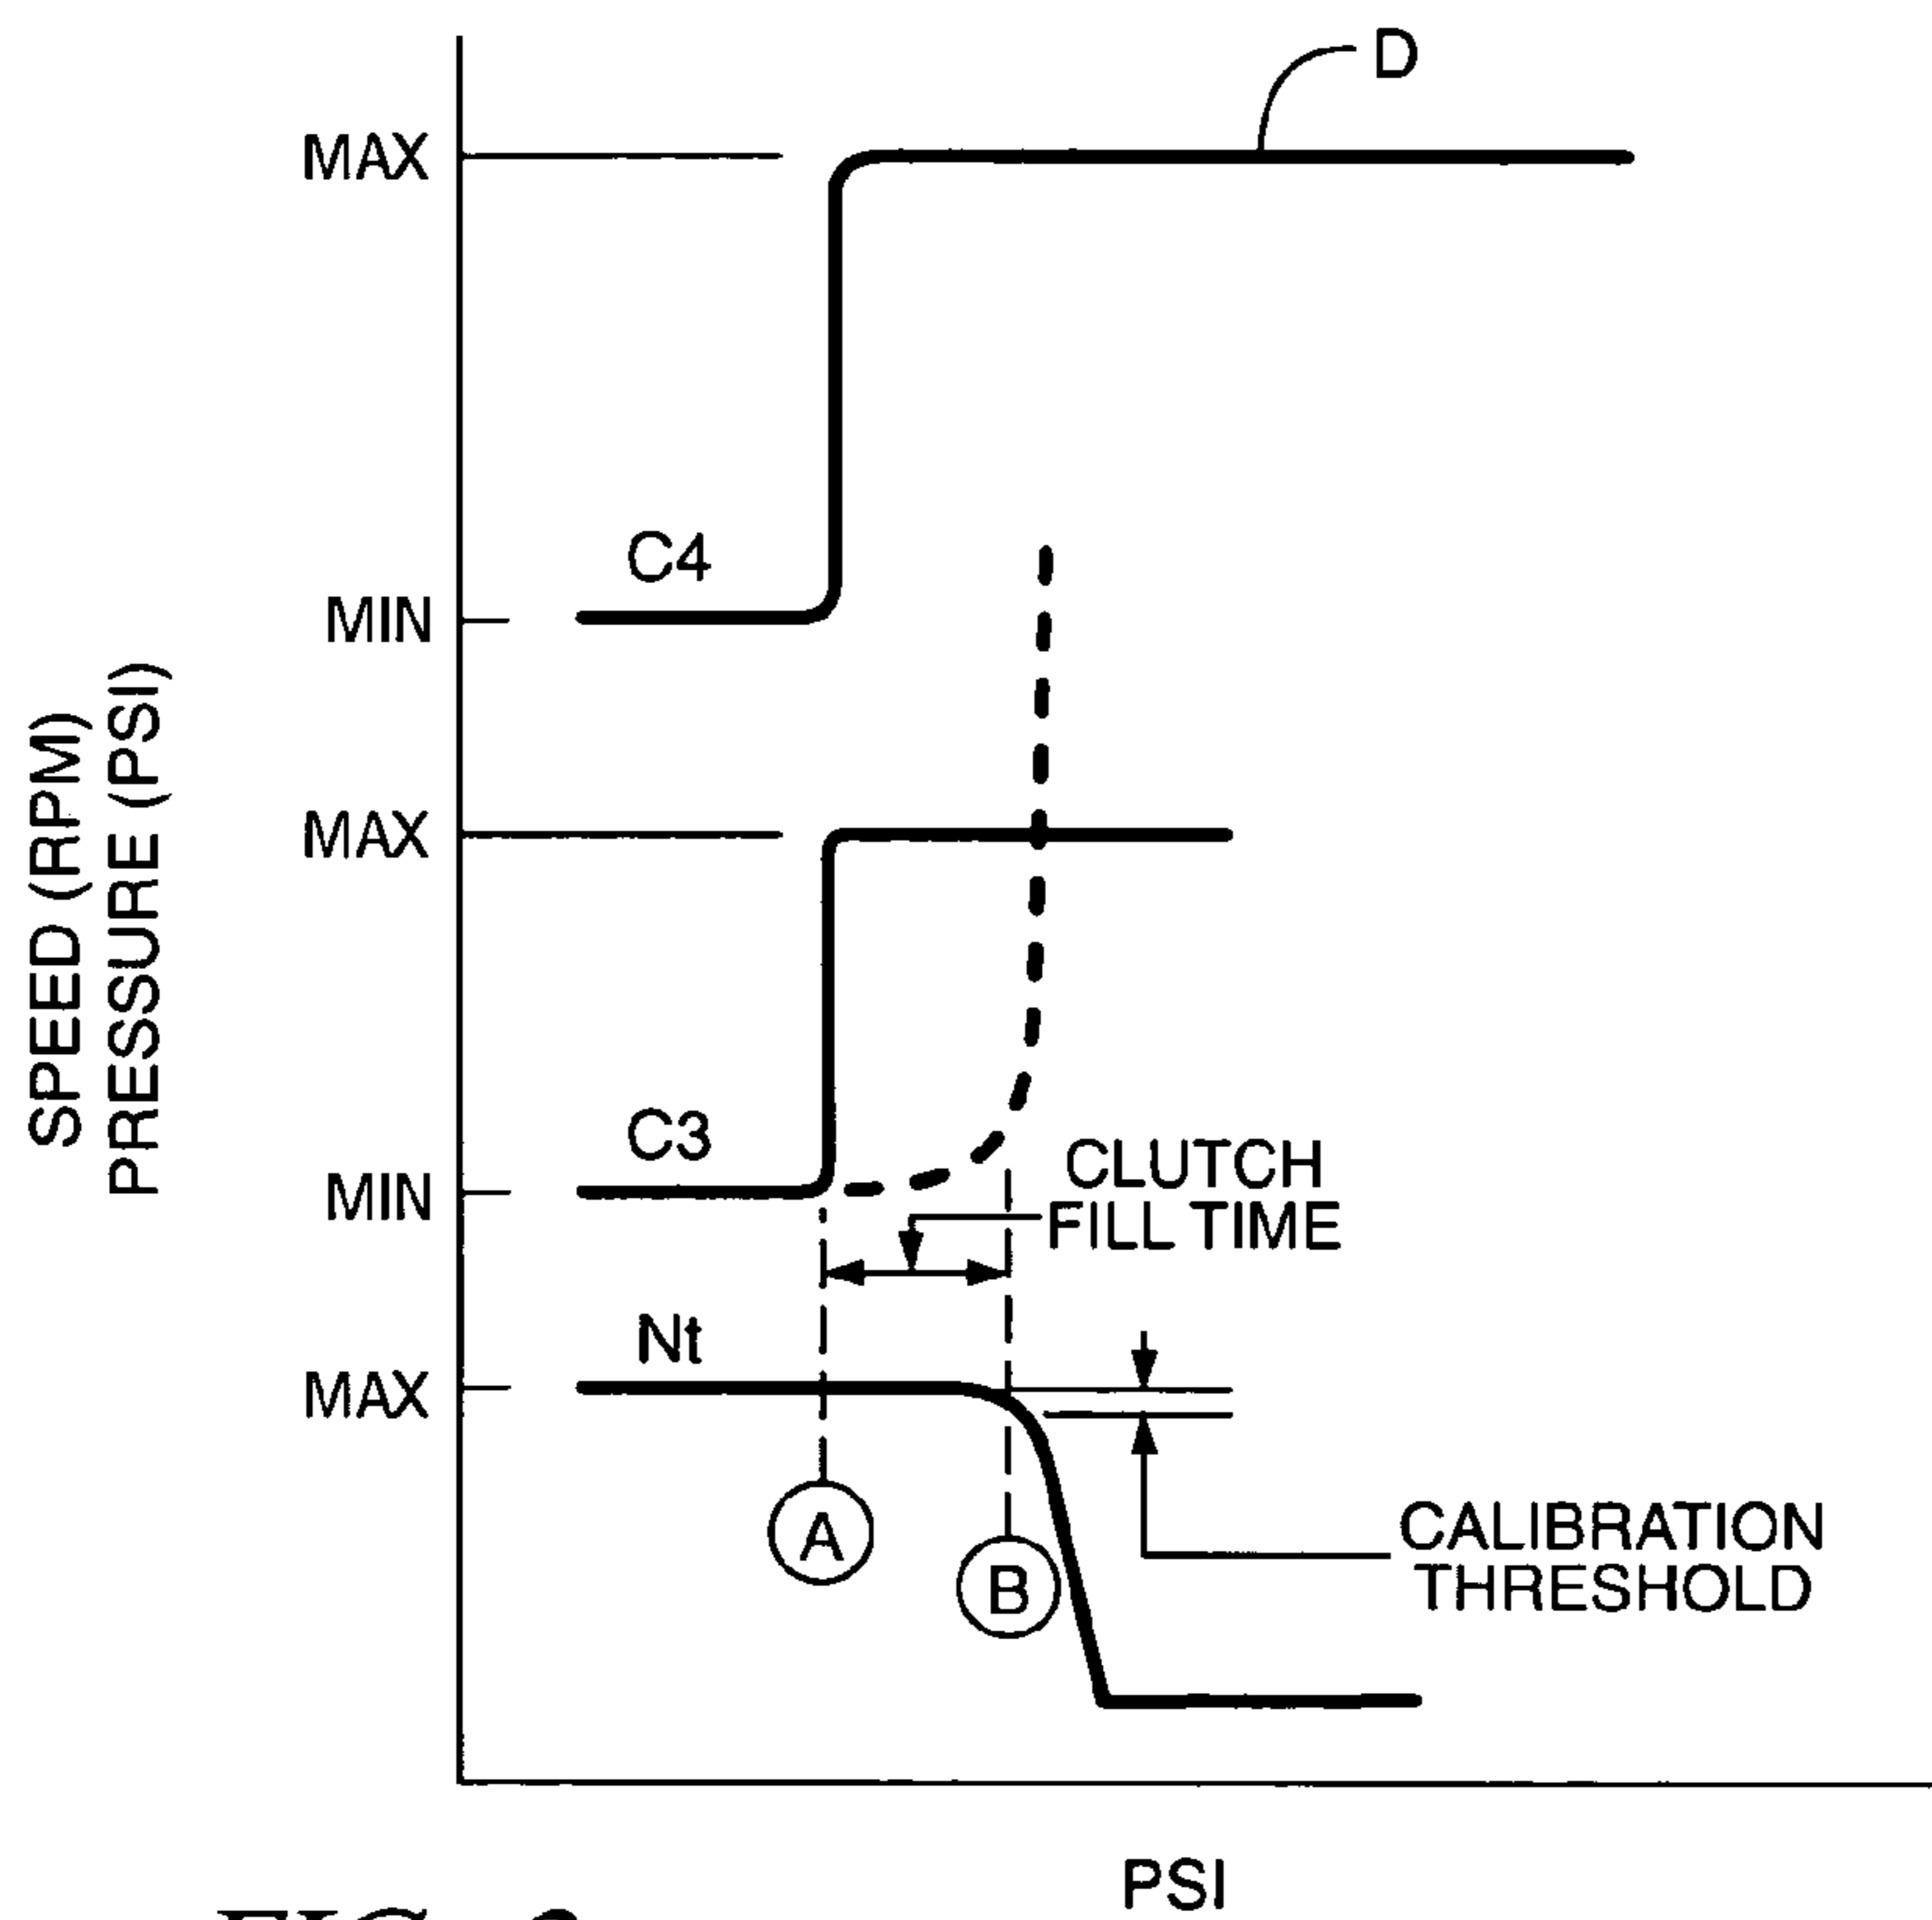 D
MAX
C4
MIN
SPEED (RPM)
PRESSURE (PSI)
MAX
C3
MIN
CLUTCH
FILL TIME
Nt
MAX
A
B
CALIBRATION
THRESHOLD
PSI